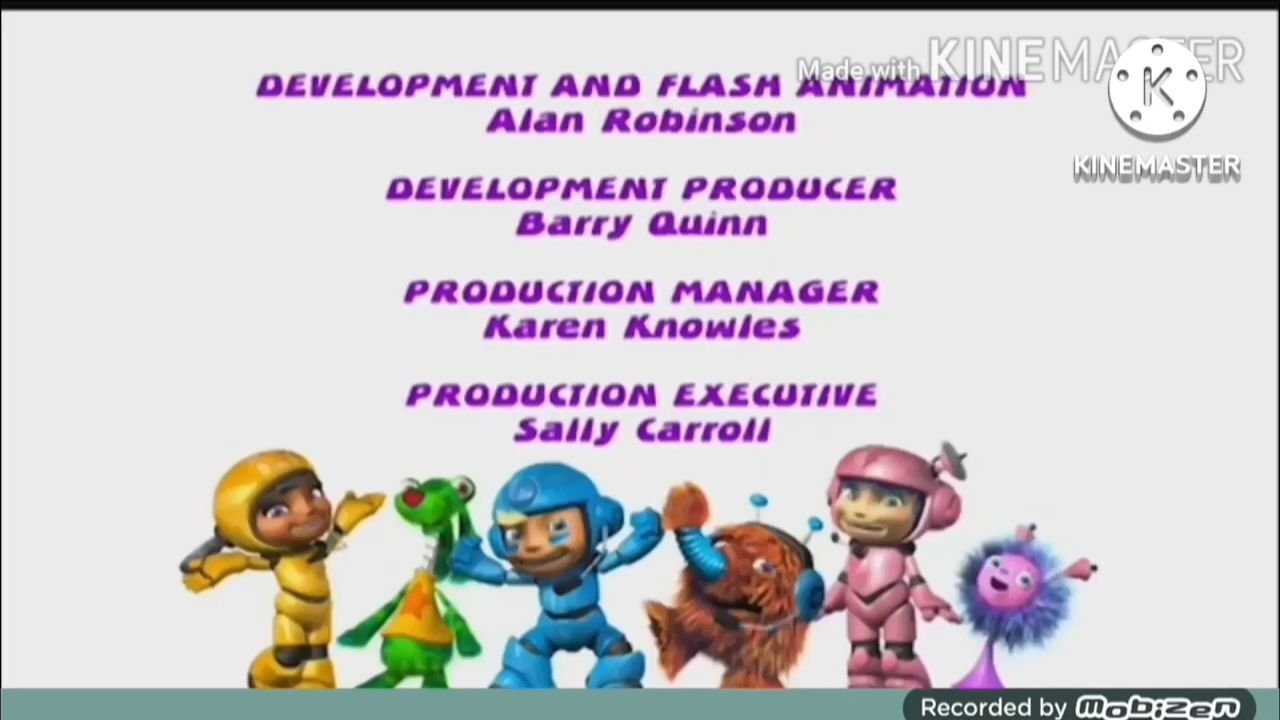 Made with KINEMASTER
DEVELOPMENT AND FLASH ANIMATION
Alan Robinson
K
KINEMASTER
DEVELOPMENT PRODUCER
Barry Quinn
PRODUCTION MANAGER
Karen Knowles
PRODUCTION EXECUTIVE
Sally Carroll
Recorded by mobizen